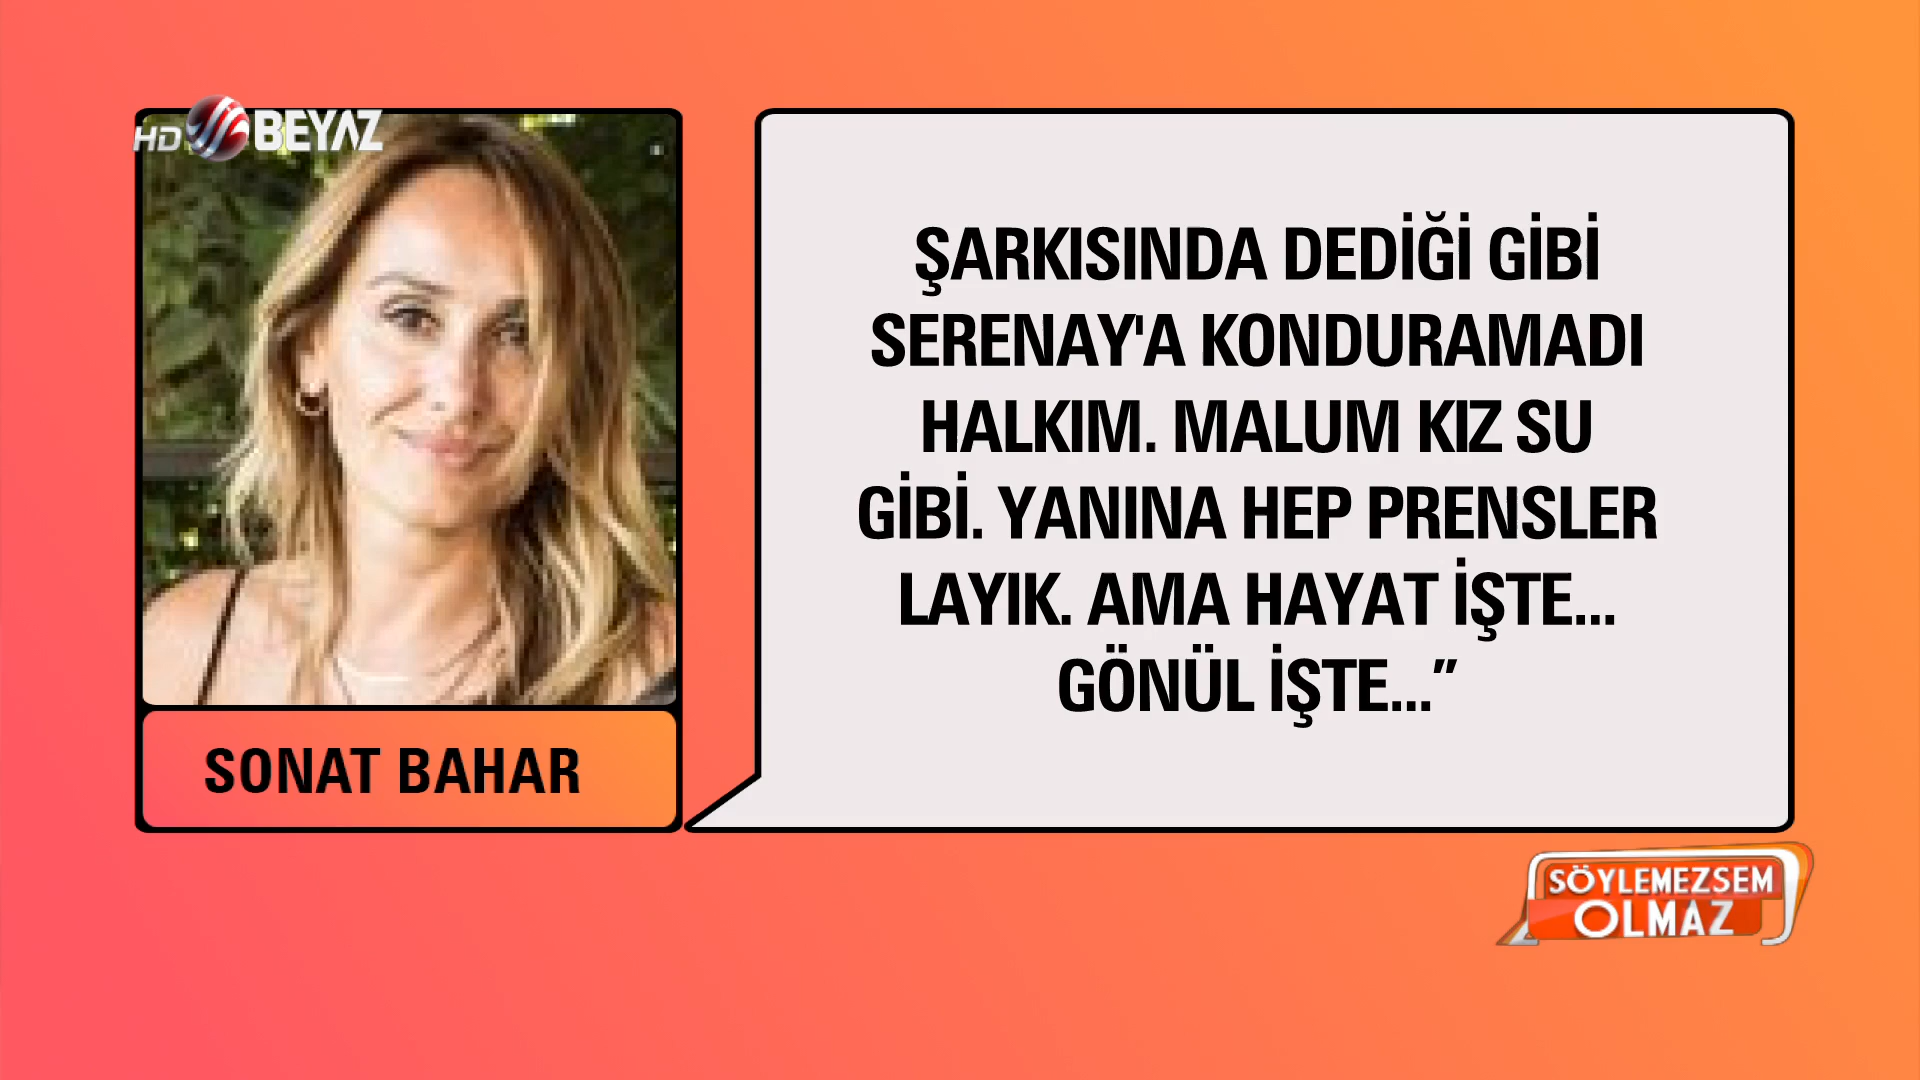 HD BEYAZ
ŞARKISINDA DEDİĞİ GİBİ
SERENAY'A KONDURAMADI
HALKIM. MALUM KIZ SU
GİBİ. YANINA HEP PRENSLER
LAYIK. AMA HAYAT İŞTE...
GÖNÜL İŞTE...”
SONAT BAHAR
SÖYLEMEZSEM
OLMAZ